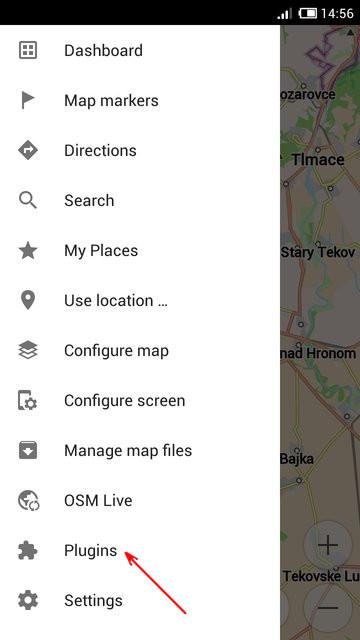 14:56
Dashboard
Map markers
Directions
Search
My Places
Use location ...
Configure map
Configure screen
Manage map files
OSM Live
Plugins
Settings
ozarovce
Tlmace
Stary Tekov
nad Hronom
Bajka
Tekovske Lu